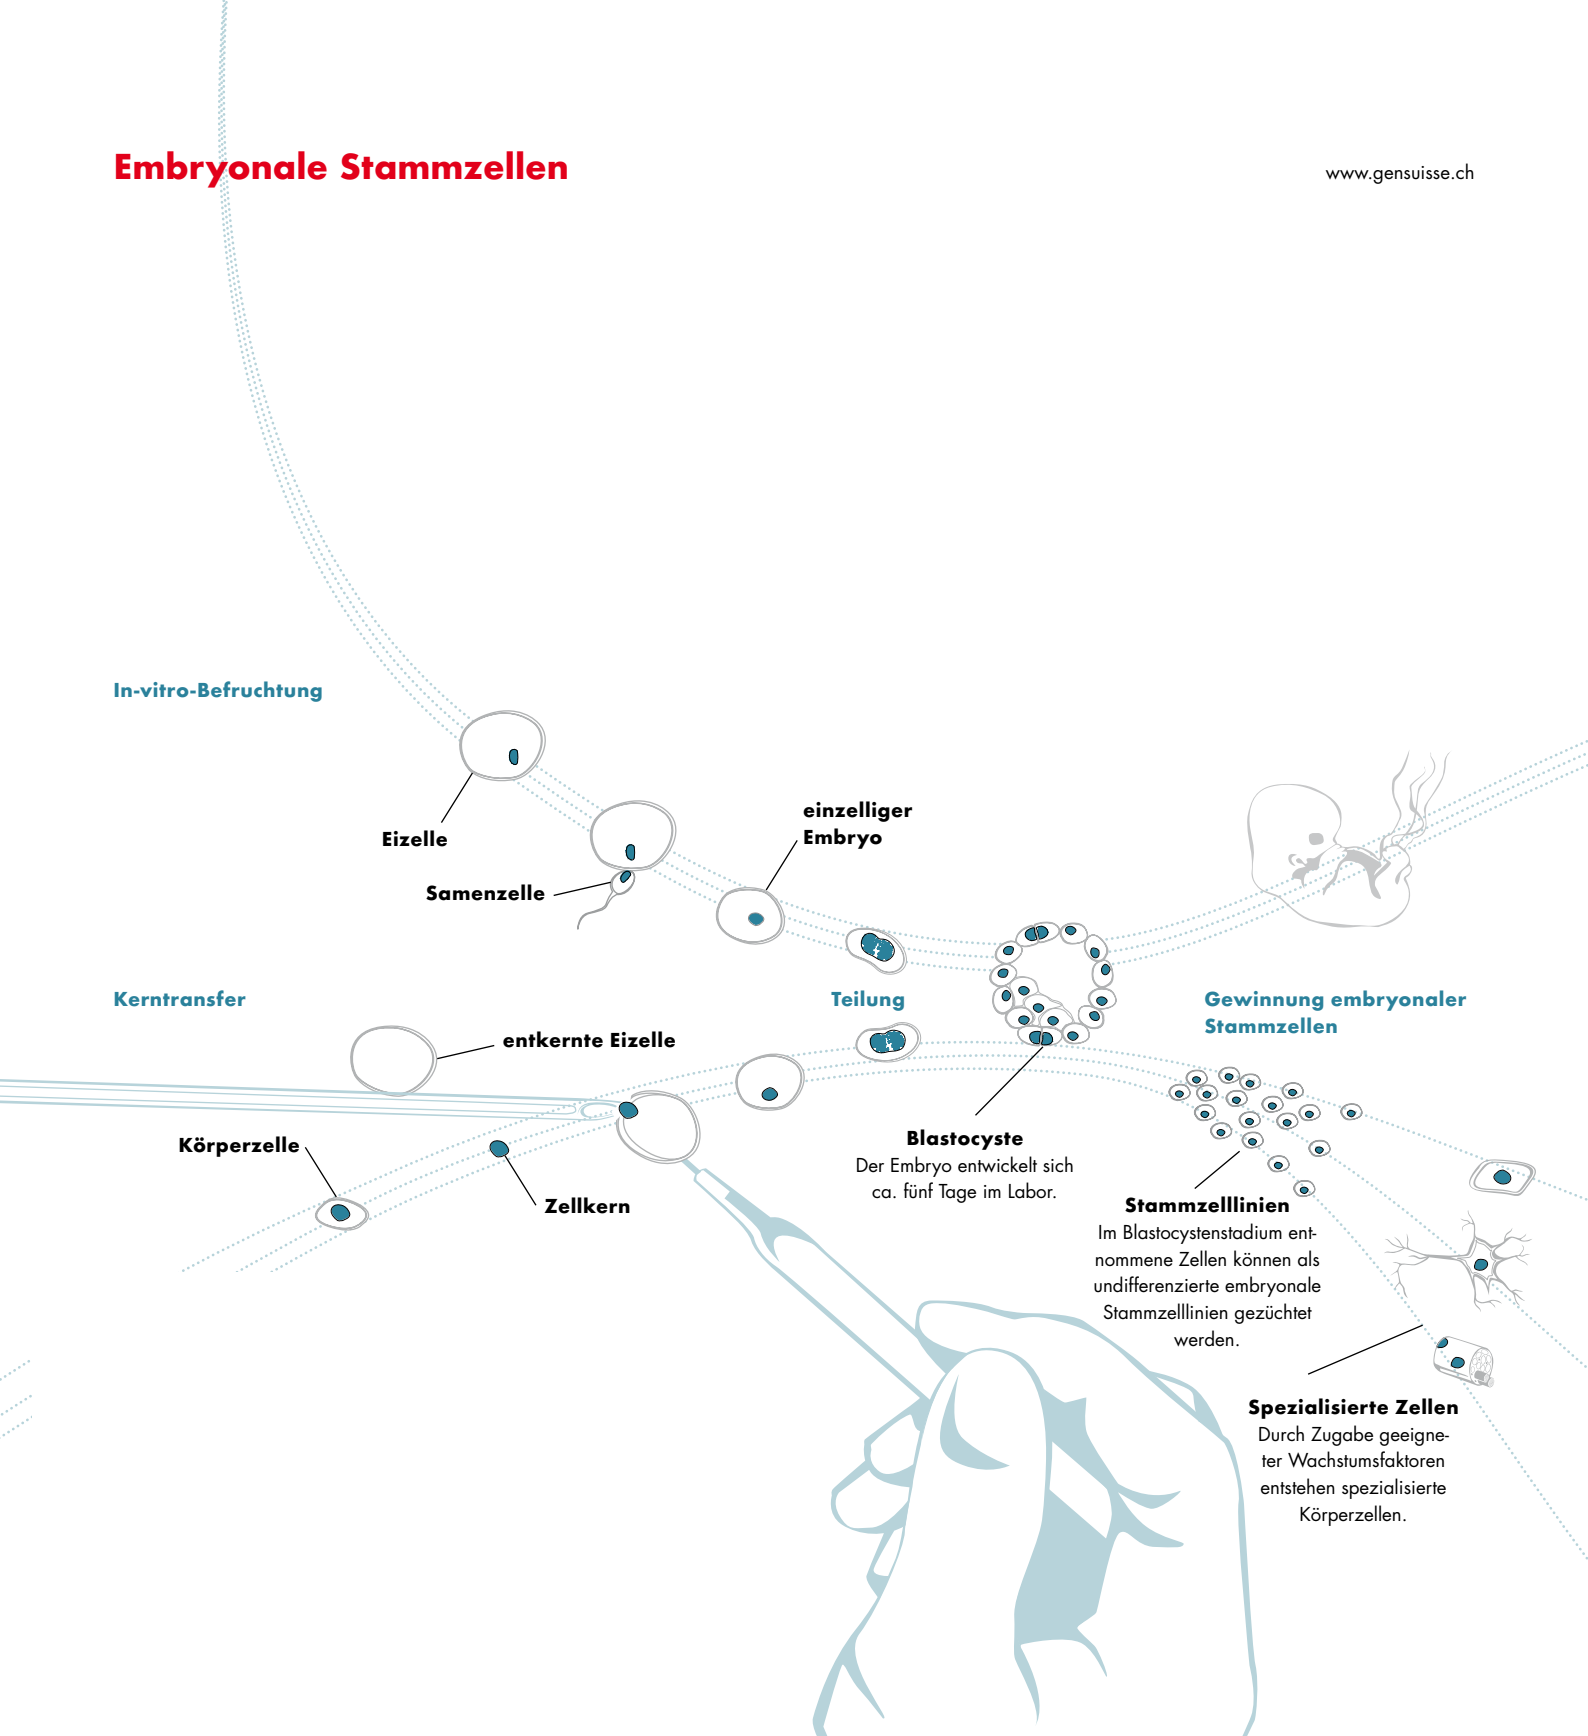 Embryonale Stammzellen
www.gensuisse.ch
In-vitro-Befruchtung
Eizelle
Samenzelle
einzelliger
Embryo
Kerntransfer
entkernte Eizelle
Teilung
Gewinnung embryonaler
Stammzellen
Körperzelle
Zellkern
Blastocyste
Der Embryo entwickelt sich
ca. fünf Tage im Labor.
Stammzelllinien
Im Blastocystenstadium ent-
nommene Zellen können als
undifferenzierte embryonale
Stammzelllinien gezüchtet
werden.
Spezialisierte Zellen
Durch Zugabe geeigne-
ter Wachstumsfaktoren
entstehen spezialisierte
Körperzellen.